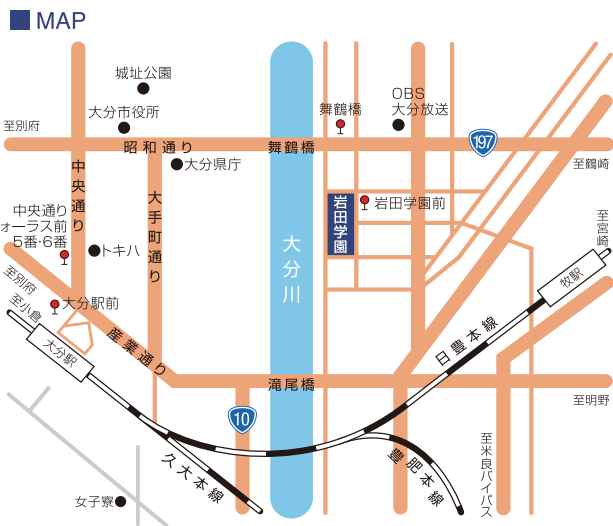 MAP
城址公園
大分市役所
至別府
昭和通り
舞鶴橋
大分県庁
舞鶴橋
OBS
大分放送
197
至鶴崎
中央通り
大手町通り
中央通り
ォーラス前
5番·6番
トキハ
岩田学園
岩田学園前
至宮崎
大分川
牧駅
至別府
至小倉
大分駅前
大分駅
産業通り
滝尾橋
日豊本線
至明野
10
久大本線
豊肥本線
至米良バイパス
女子寮